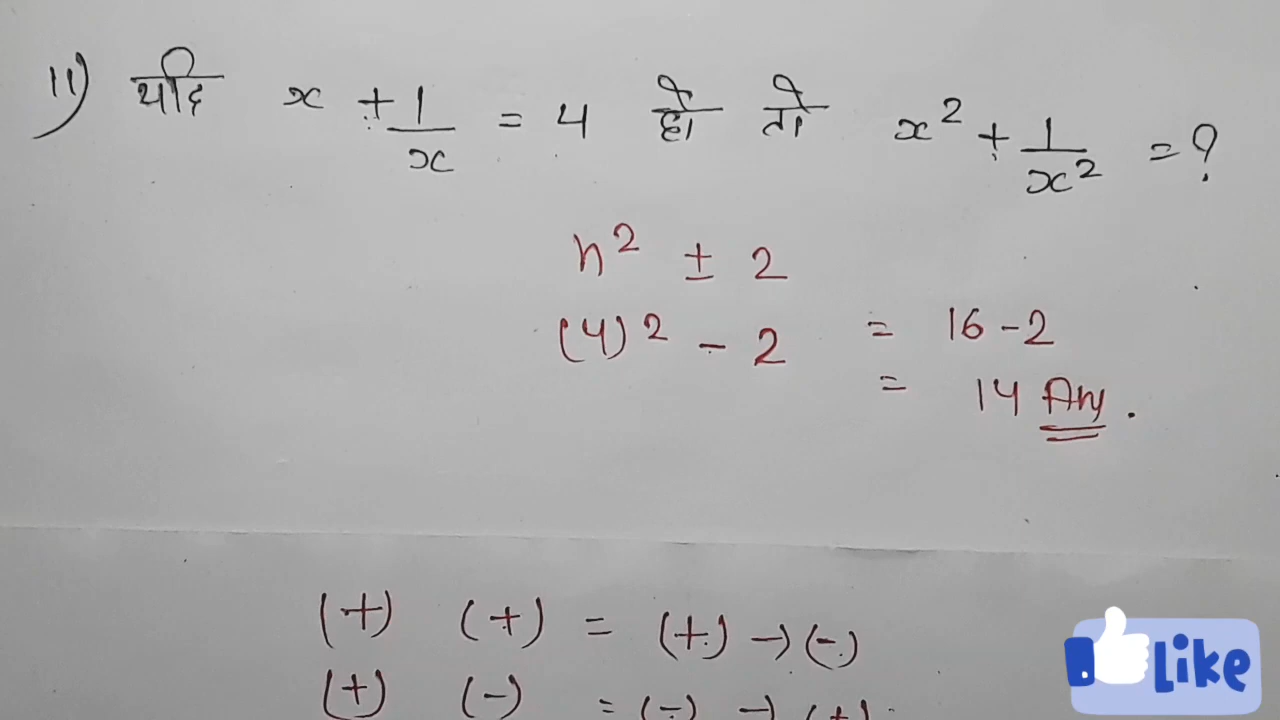 11) यदि x + 1/x = 4 हो तो x² + 1/x² = ?
n² ± 2
(4)² - 2 = 16 - 2
= 14 Ans.
(+) (+) = (+) → (-)
(+) (-) = (-) → (+)
Like